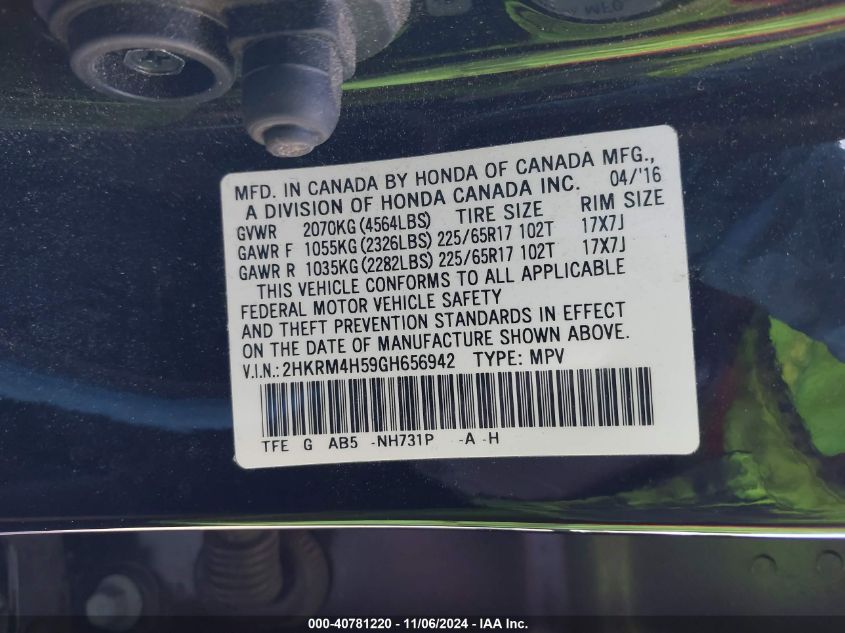 MFD. IN CANADA BY HONDA OF CANADA MFG.,
A DIVISION OF HONDA CANADA INC. 04/'16
GVWR 2070KG (4564LBS) TIRE SIZE RIM SIZE
GAWR F 1055KG (2326LBS) 225/65R17 102T 17X7J
GAWR R 1035KG (2282LBS) 225/65R17 102T 17X7J
THIS VEHICLE CONFORMS TO ALL APPLICABLE
FEDERAL MOTOR VEHICLE SAFETY
AND THEFT PREVENTION STANDARDS IN EFFECT
ON THE DATE OF MANUFACTURE SHOWN ABOVE.
V.I.N.: 2HKRM4H59GH656942 TYPE: MPV
TFE G AB5 -NH731P -A -H
000-40781220 - 11/06/2024 - IAA Inc.